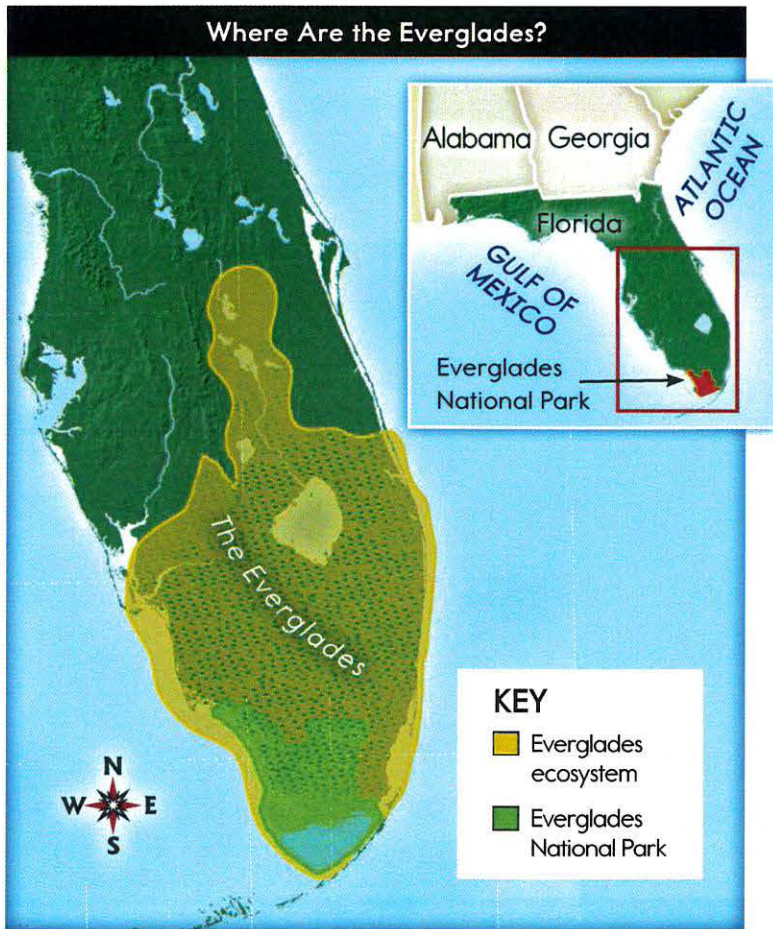 Where Are the Everglades?
Alabama
Georgia
ATLANTIC
OCEAN
Florida
GULF OF
MEXICO
Everglades
National Park
The Everglades
KEY
Everglades
ecosystem
Everglades
National Park
N
W
E
S